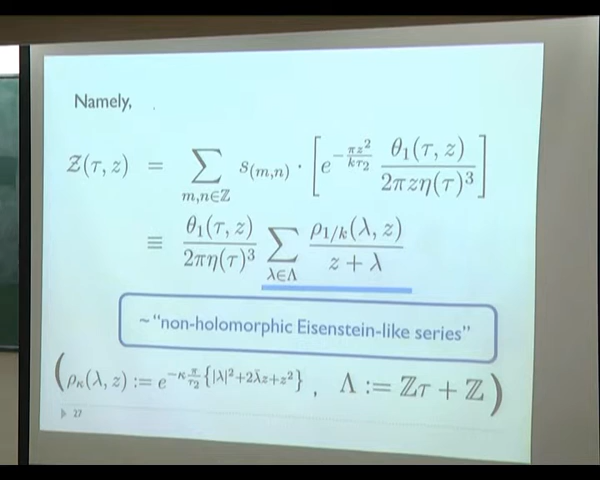 Namely,
𝒵(τ, z) = ∑_{m,n∈ℤ} s_{(m,n)} · [ e^{-πz²/(kτ₂)} θ₁(τ, z) / 2πzη(τ)³ ]
≡ θ₁(τ, z) / 2πη(τ)³ ∑_{λ∈Λ} ρ_{1/k}(λ, z) / z + λ
~ "non-holomorphic Eisenstein-like series"
( ρ_κ(λ, z) := e^{-κ π/τ₂ {|λ|²+2λ̄z+z²}} , Λ := ℤτ + ℤ )
27